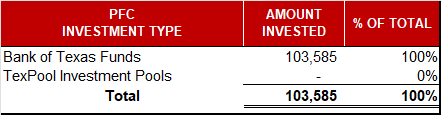 PFC
INVESTMENT TYPE
AMOUNT
INVESTED
% OF TOTAL
Bank of Texas Funds 103,585 100%
TexPool Investment Pools - 0%
Total 103,585 100%